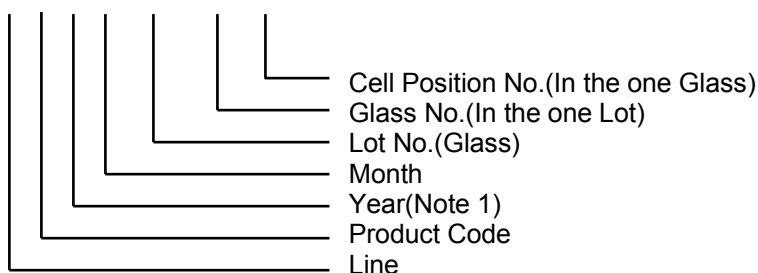 Cell Position No.(In the one Glass)
Glass No.(In the one Lot)
Lot No.(Glass)
Month
Year(Note 1)
Product Code
Line